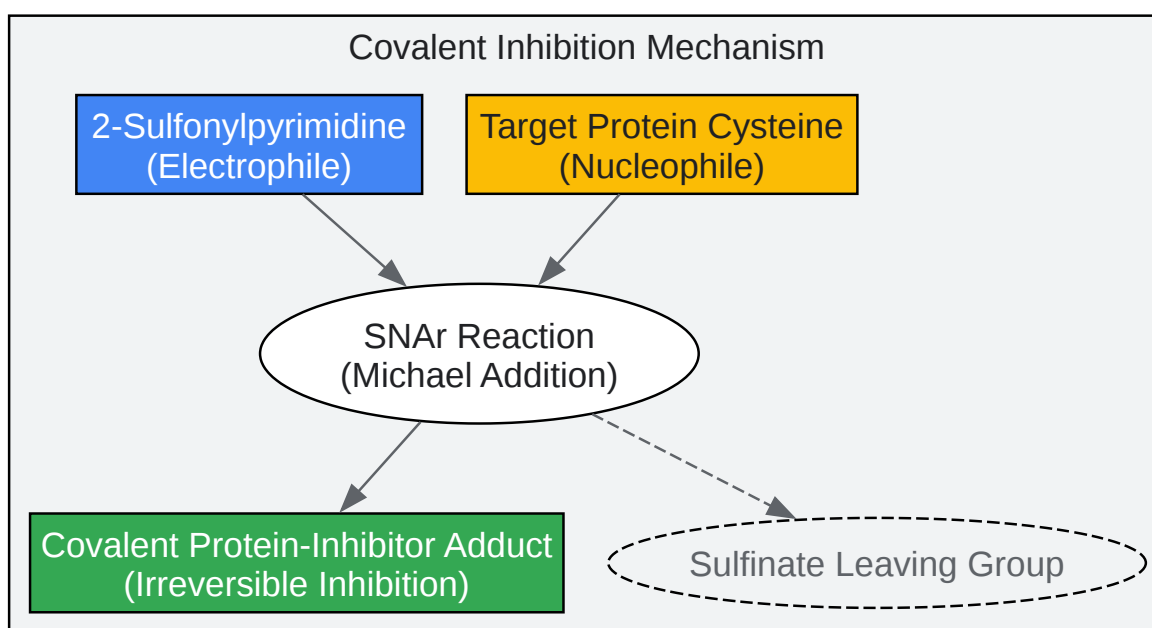 Covalent Inhibition Mechanism
2-Sulfonylpyrimidine
(Electrophile)
Target Protein Cysteine
(Nucleophile)
SNAr Reaction
(Michael Addition)
Covalent Protein-Inhibitor Adduct
(Irreversible Inhibition)
Sulfinate Leaving Group